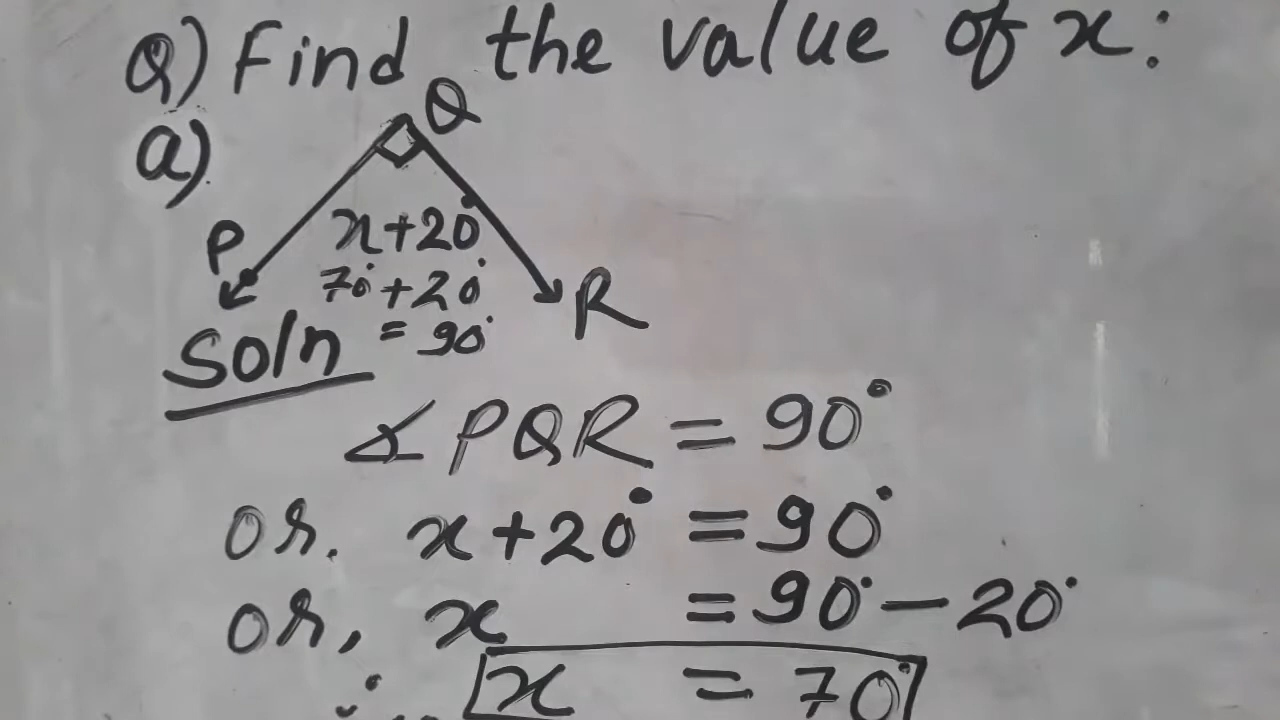 Q) Find the value of x:
a)
Q
P
x+20°
70°+20°
= 90°
R
Soln
∡PQR = 90°
or. x+20° = 90°
or, x = 90° - 20°
∴ x = 70°